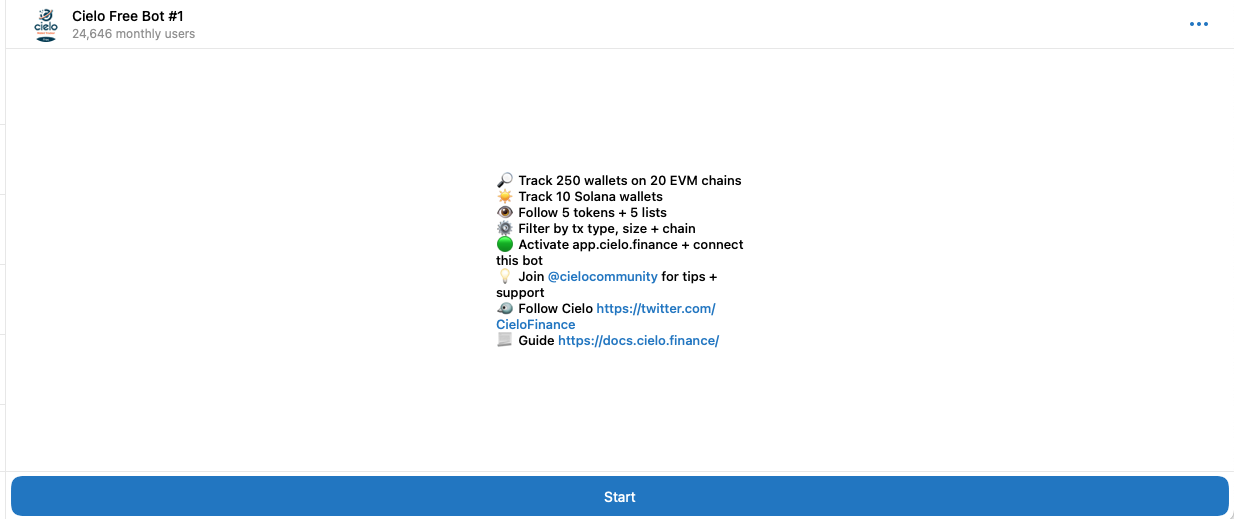 cielo
Cielo Free Bot #1
24,646 monthly users
🔎 Track 250 wallets on 20 EVM chains
☀️ Track 10 Solana wallets
👁 Follow 5 tokens + 5 lists
⚙️ Filter by tx type, size + chain
🟢 Activate app.cielo.finance + connect
this bot
💡 Join @cielocommunity for tips +
support
🐦 Follow Cielo https://twitter.com/
CieloFinance
📜 Guide https://docs.cielo.finance/
Start